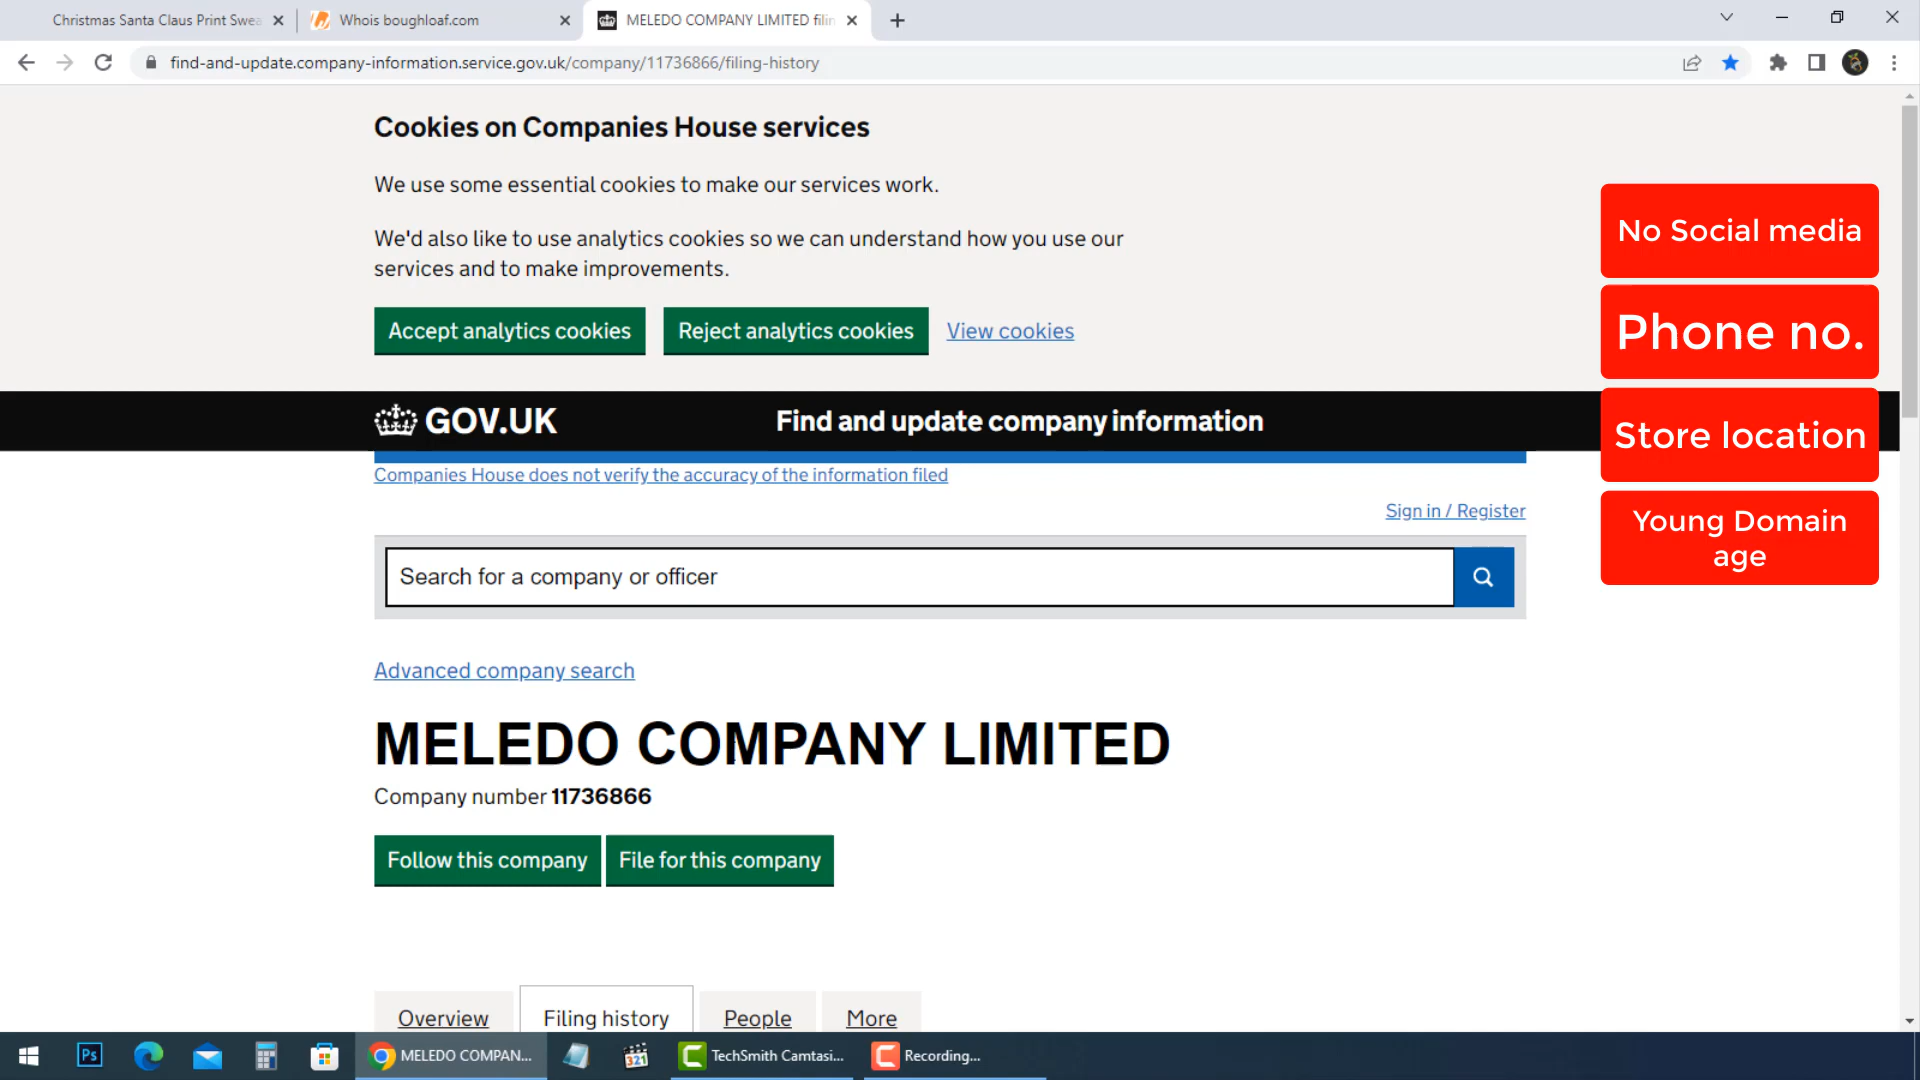 Christmas Santa Claus Print Swea
Whois boughloaf.com
MELEDO COMPANY LIMITED filin
find-and-update.company-information.service.gov.uk/company/11736866/filing-history
Cookies on Companies House services
We use some essential cookies to make our services work.
We'd also like to use analytics cookies so we can understand how you use our
services and to make improvements.
Accept analytics cookies
Reject analytics cookies
View cookies
No Social media
Phone no.
Store location
Young Domain
age
GOV.UK
Find and update company information
Companies House does not verify the accuracy of the information filed
Sign in / Register
Search for a company or officer
Advanced company search
MELEDO COMPANY LIMITED
Company number 11736866
Follow this company
File for this company
Overview
Filing history
People
More
Ps
MELEDO COMPAN...
321
TechSmith Camtasi...
Recording...